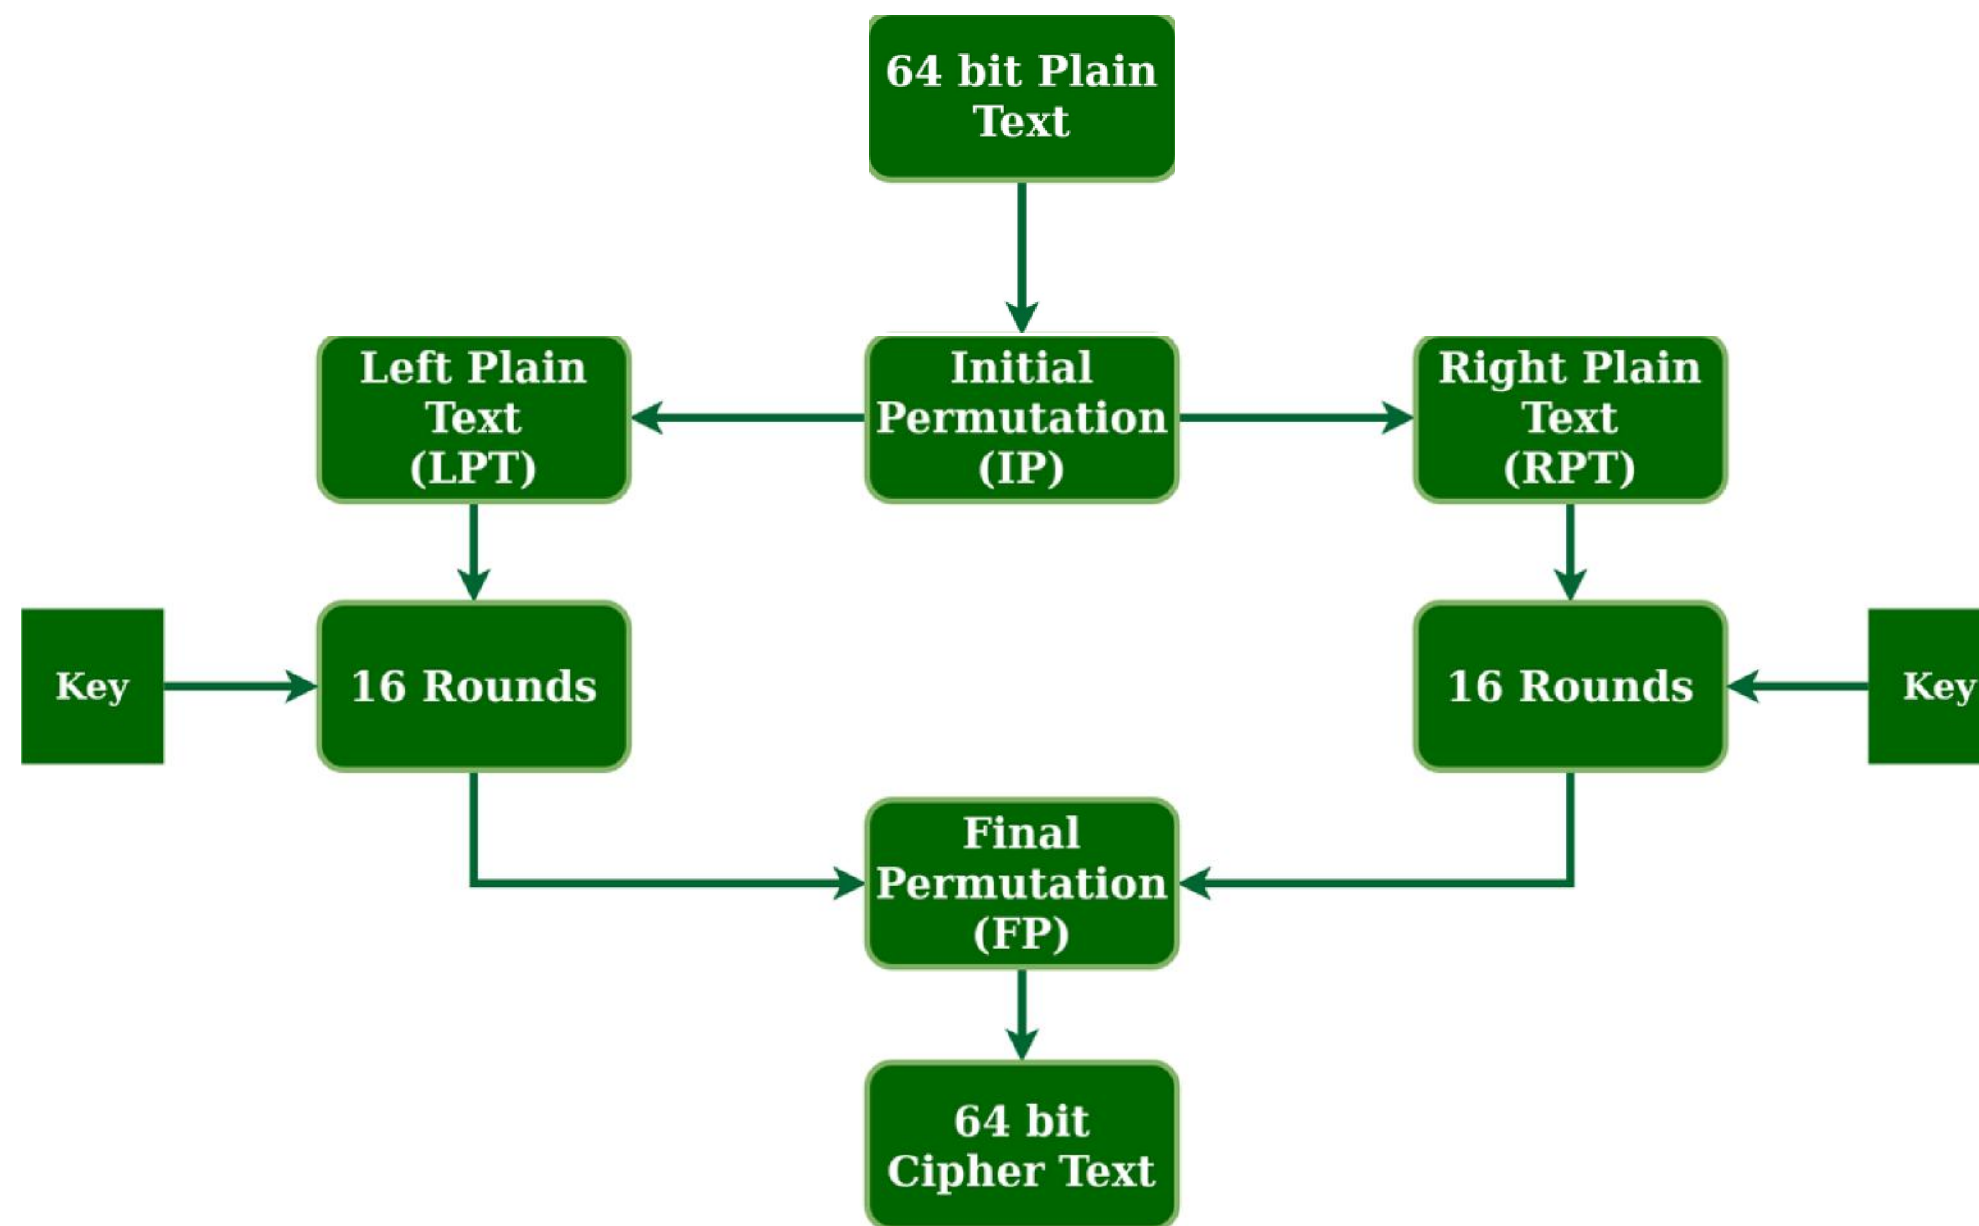 64 bit Plain
Text
Left Plain
Text
(LPT)
Initial
Permutation
(IP)
Right Plain
Text
(RPT)
Key
16 Rounds
16 Rounds
Key
Final
Permutation
(FP)
64 bit
Cipher Text